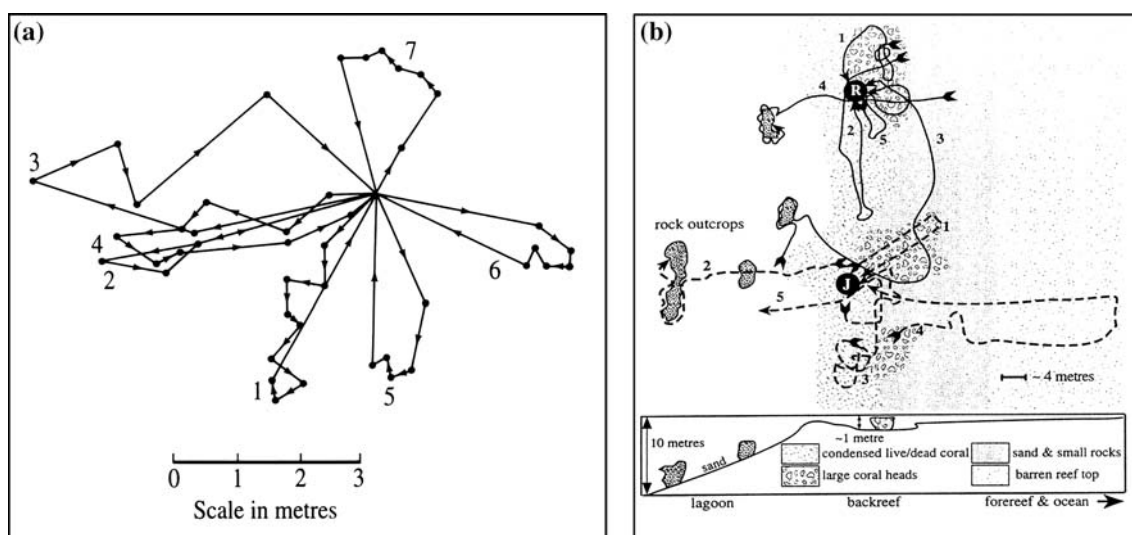 (a)
7
3
4
2
6
1
5
0 1 2 3
Scale in metres
(b)
1
R
4
2
5
3
rock outcrops
1
2
J
5
4
3
~ 4 metres
10 metres
~1 metre
sand
condensed live/dead coral
sand & small rocks
large coral heads
barren reef top
lagoon
backreef
forereef & ocean